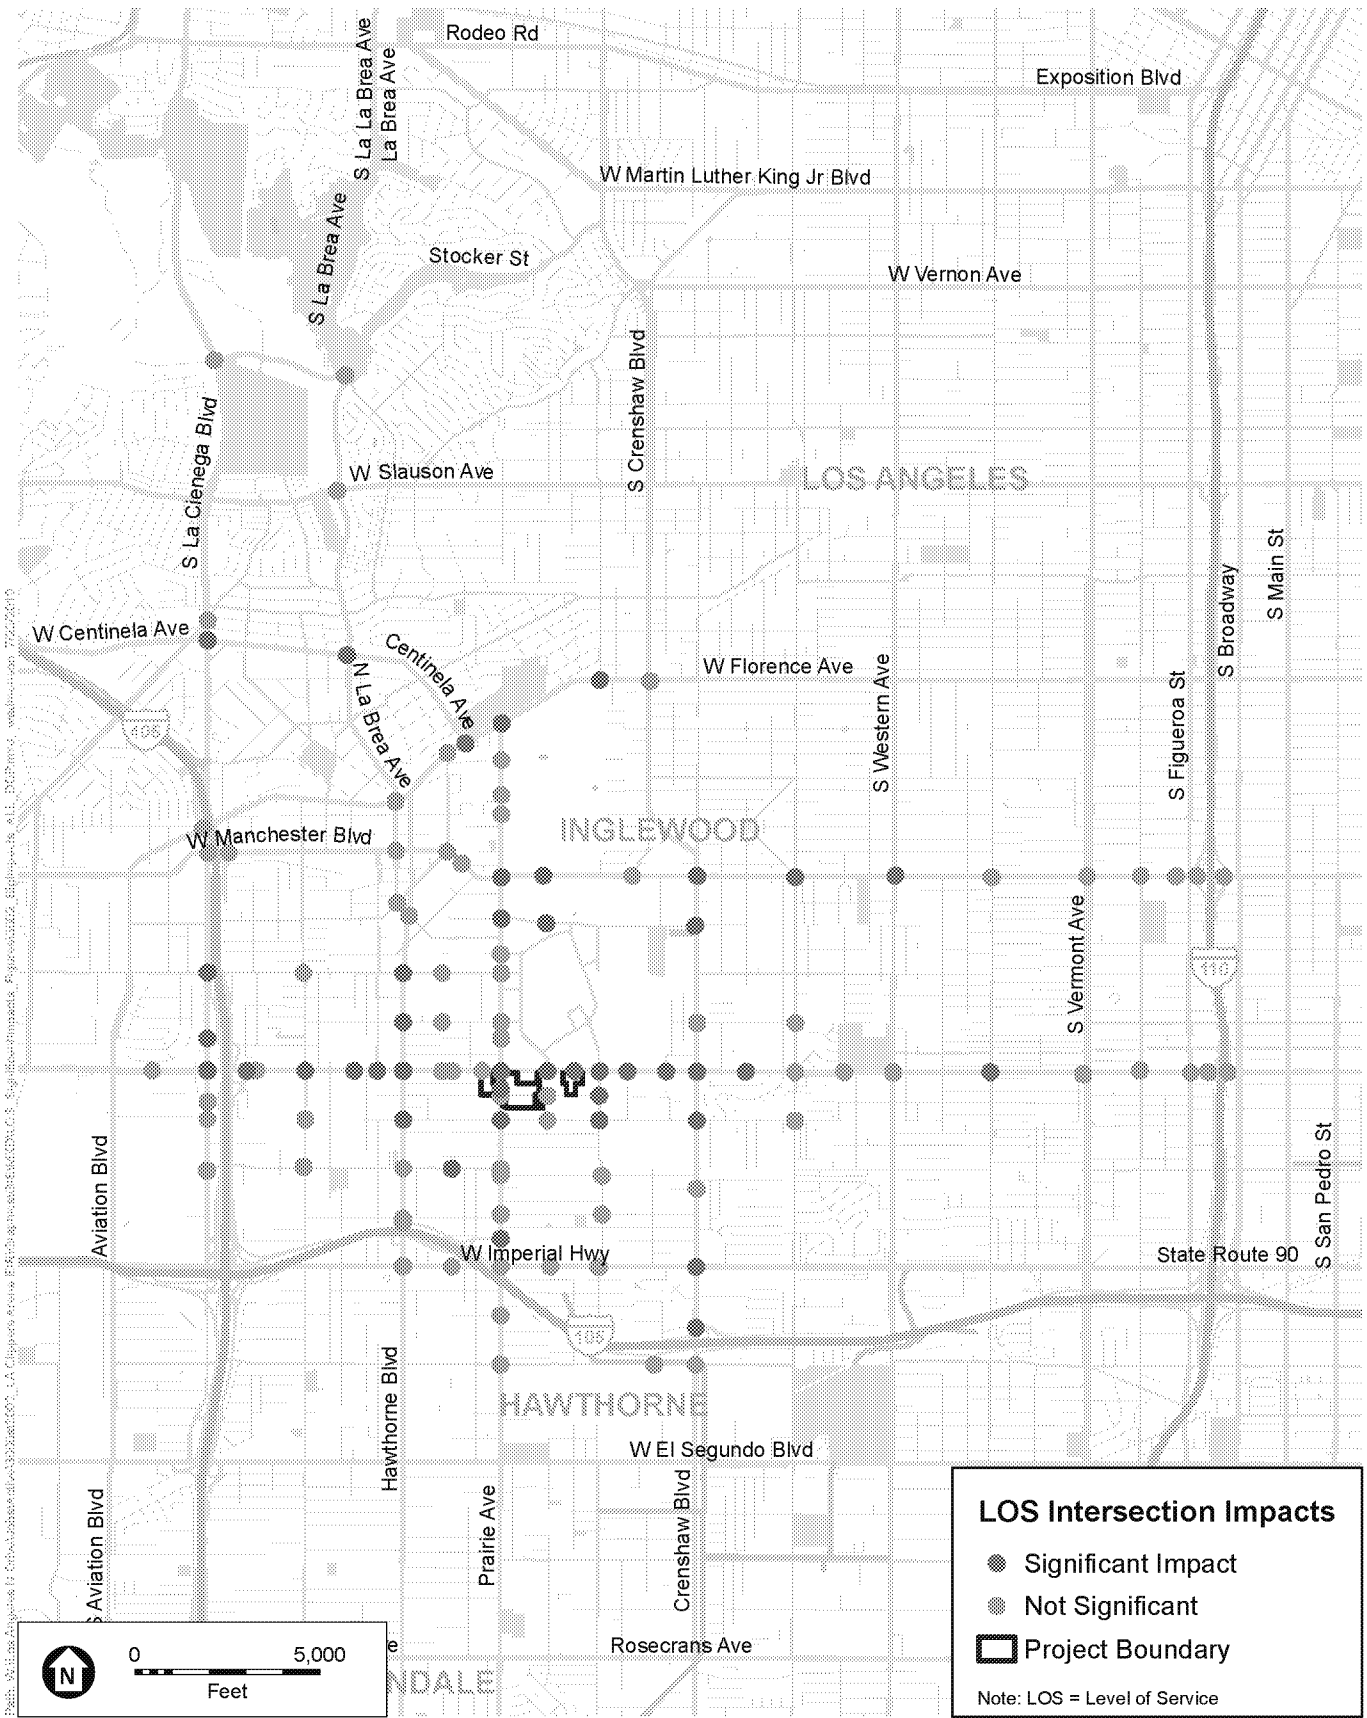 Rodeo Rd
S La La Brea Ave
La Brea Ave
Exposition Blvd
W Martin Luther King Jr Blvd
S La Brea Ave
Stocker St
W Vernon Ave
S Crenshaw Blvd
S La Cienega Blvd
W Slauson Ave
LOS ANGELES
S Main St
S Broadway
W Centinela Ave
Centinela Ave
W Florence Ave
N La Brea Ave
S Western Ave
S Figueroa St
405
W Manchester Blvd
INGLEWOOD
S Vermont Ave
110
Aviation Blvd
S San Pedro St
W Imperial Hwy
State Route 90
105
Hawthorne Blvd
HAWTHORNE
W El Segundo Blvd
Prairie Ave
Crenshaw Blvd
S Aviation Blvd
Rosecrans Ave
NDALE
N
0 5,000
Feet
LOS Intersection Impacts
Significant Impact
Not Significant
Project Boundary
Note: LOS = Level of Service